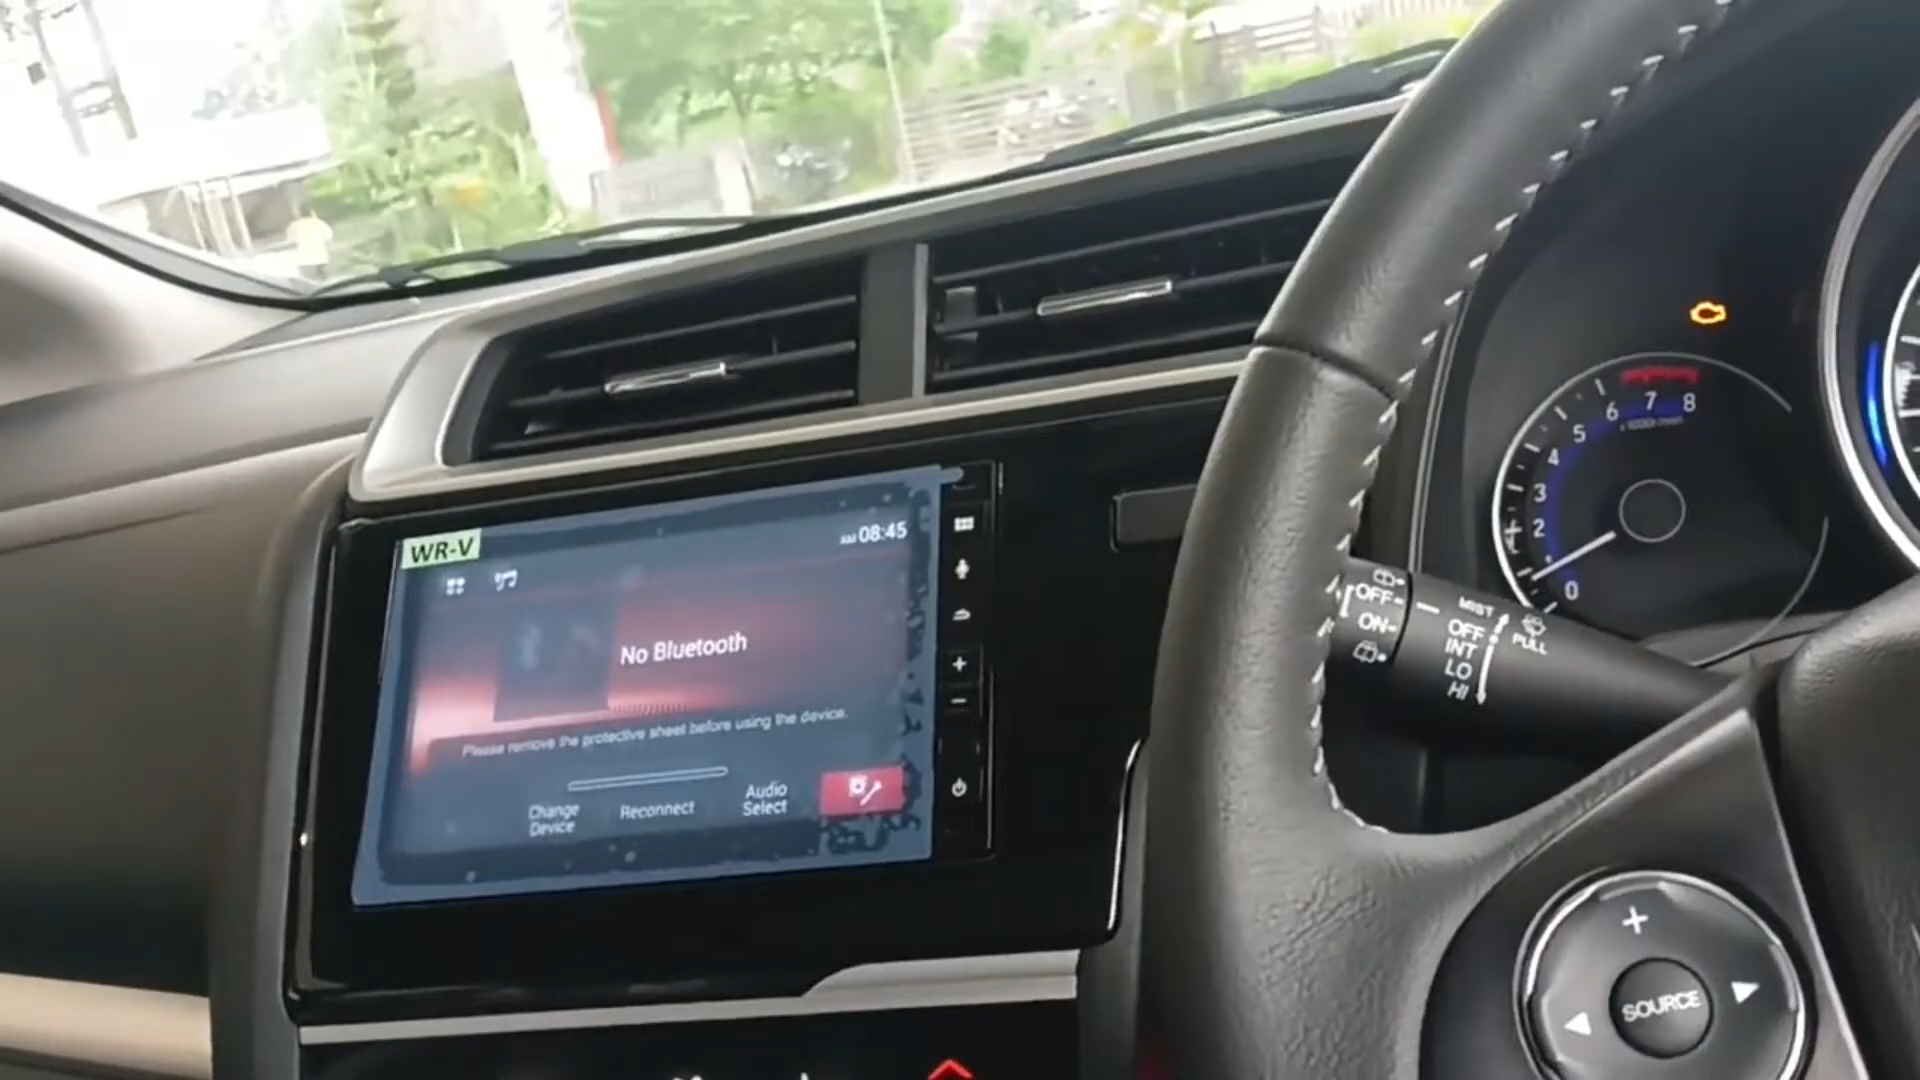 WR-V
AM 08:45
No Bluetooth
Please remove the protective sheet before using the device.
Change
Device
Reconnect
Audio
Select
OFF
ON
MIST
OFF
INT
LO
HI
PULL
0
2
3
4
5
6
7
8
SOURCE